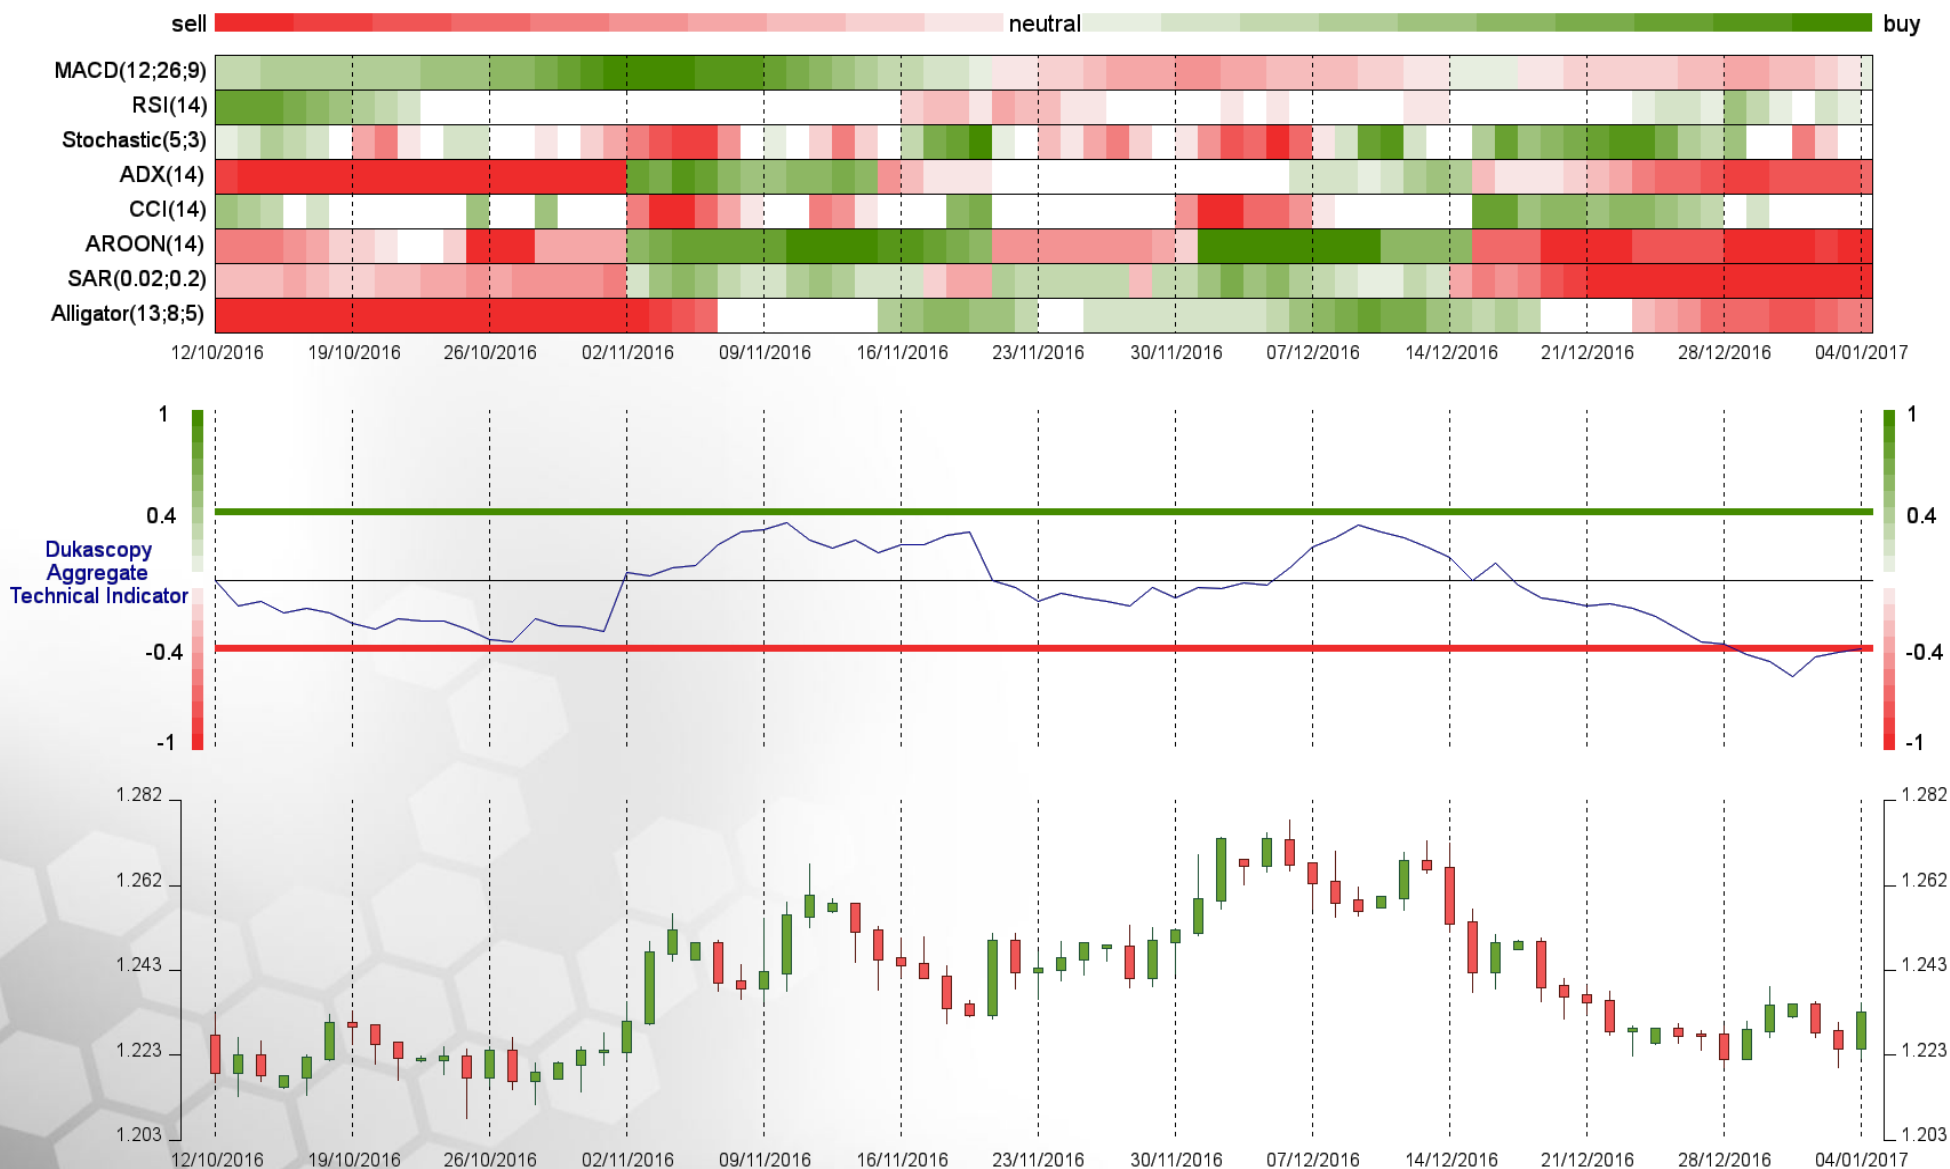 sell neutral buy
MACD(12;26;9)
RSI(14)
Stochastic(5;3)
ADX(14)
CCI(14)
AROON(14)
SAR(0.02;0.2)
Alligator(13;8;5)
12/10/2016 19/10/2016 26/10/2016 02/11/2016 09/11/2016 16/11/2016 23/11/2016 30/11/2016 07/12/2016 14/12/2016 21/12/2016 28/12/2016 04/01/2017
1 1
0.4 0.4
Dukascopy
Aggregate
Technical Indicator
-0.4 -0.4
-1 -1
1.282 1.282
1.262 1.262
1.243 1.243
1.223 1.223
1.203 1.203
12/10/2016 19/10/2016 26/10/2016 02/11/2016 09/11/2016 16/11/2016 23/11/2016 30/11/2016 07/12/2016 14/12/2016 21/12/2016 28/12/2016 04/01/2017